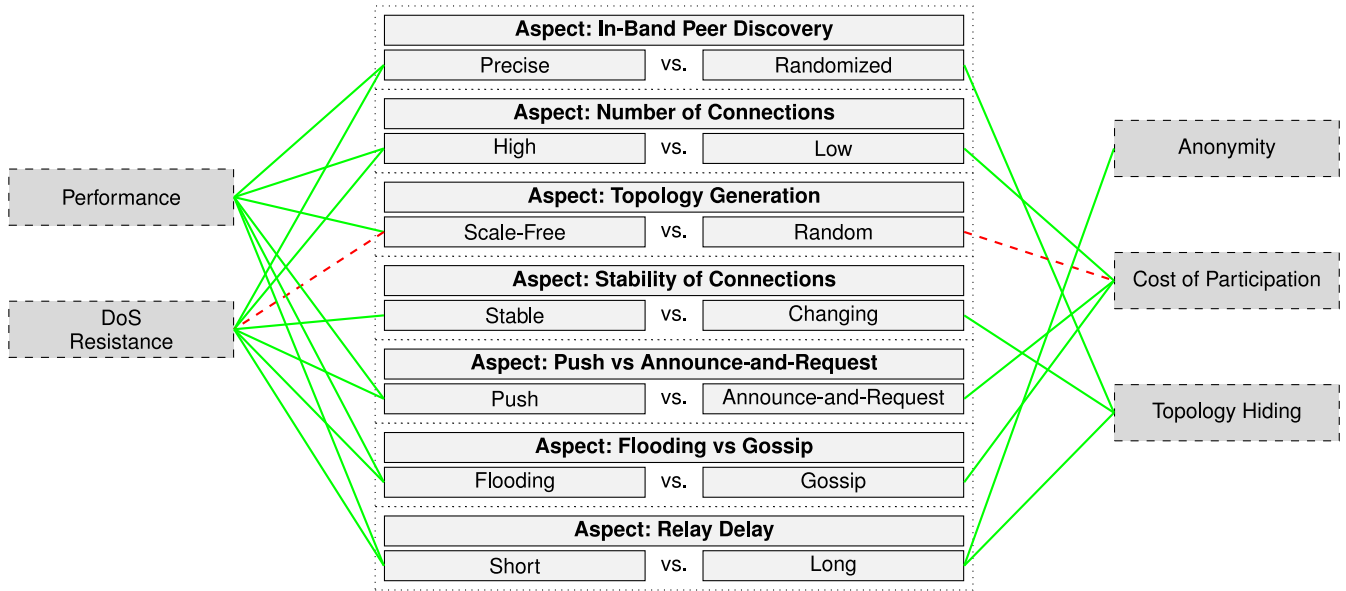 Aspect: In-Band Peer Discovery
Precise vs. Randomized
Aspect: Number of Connections
High vs. Low
Anonymity
Performance
Aspect: Topology Generation
Scale-Free vs. Random
Aspect: Stability of Connections
Cost of Participation
DoS
Resistance
Stable vs. Changing
Aspect: Push vs Announce-and-Request
Push vs. Announce-and-Request
Topology Hiding
Aspect: Flooding vs Gossip
Flooding vs. Gossip
Aspect: Relay Delay
Short vs. Long